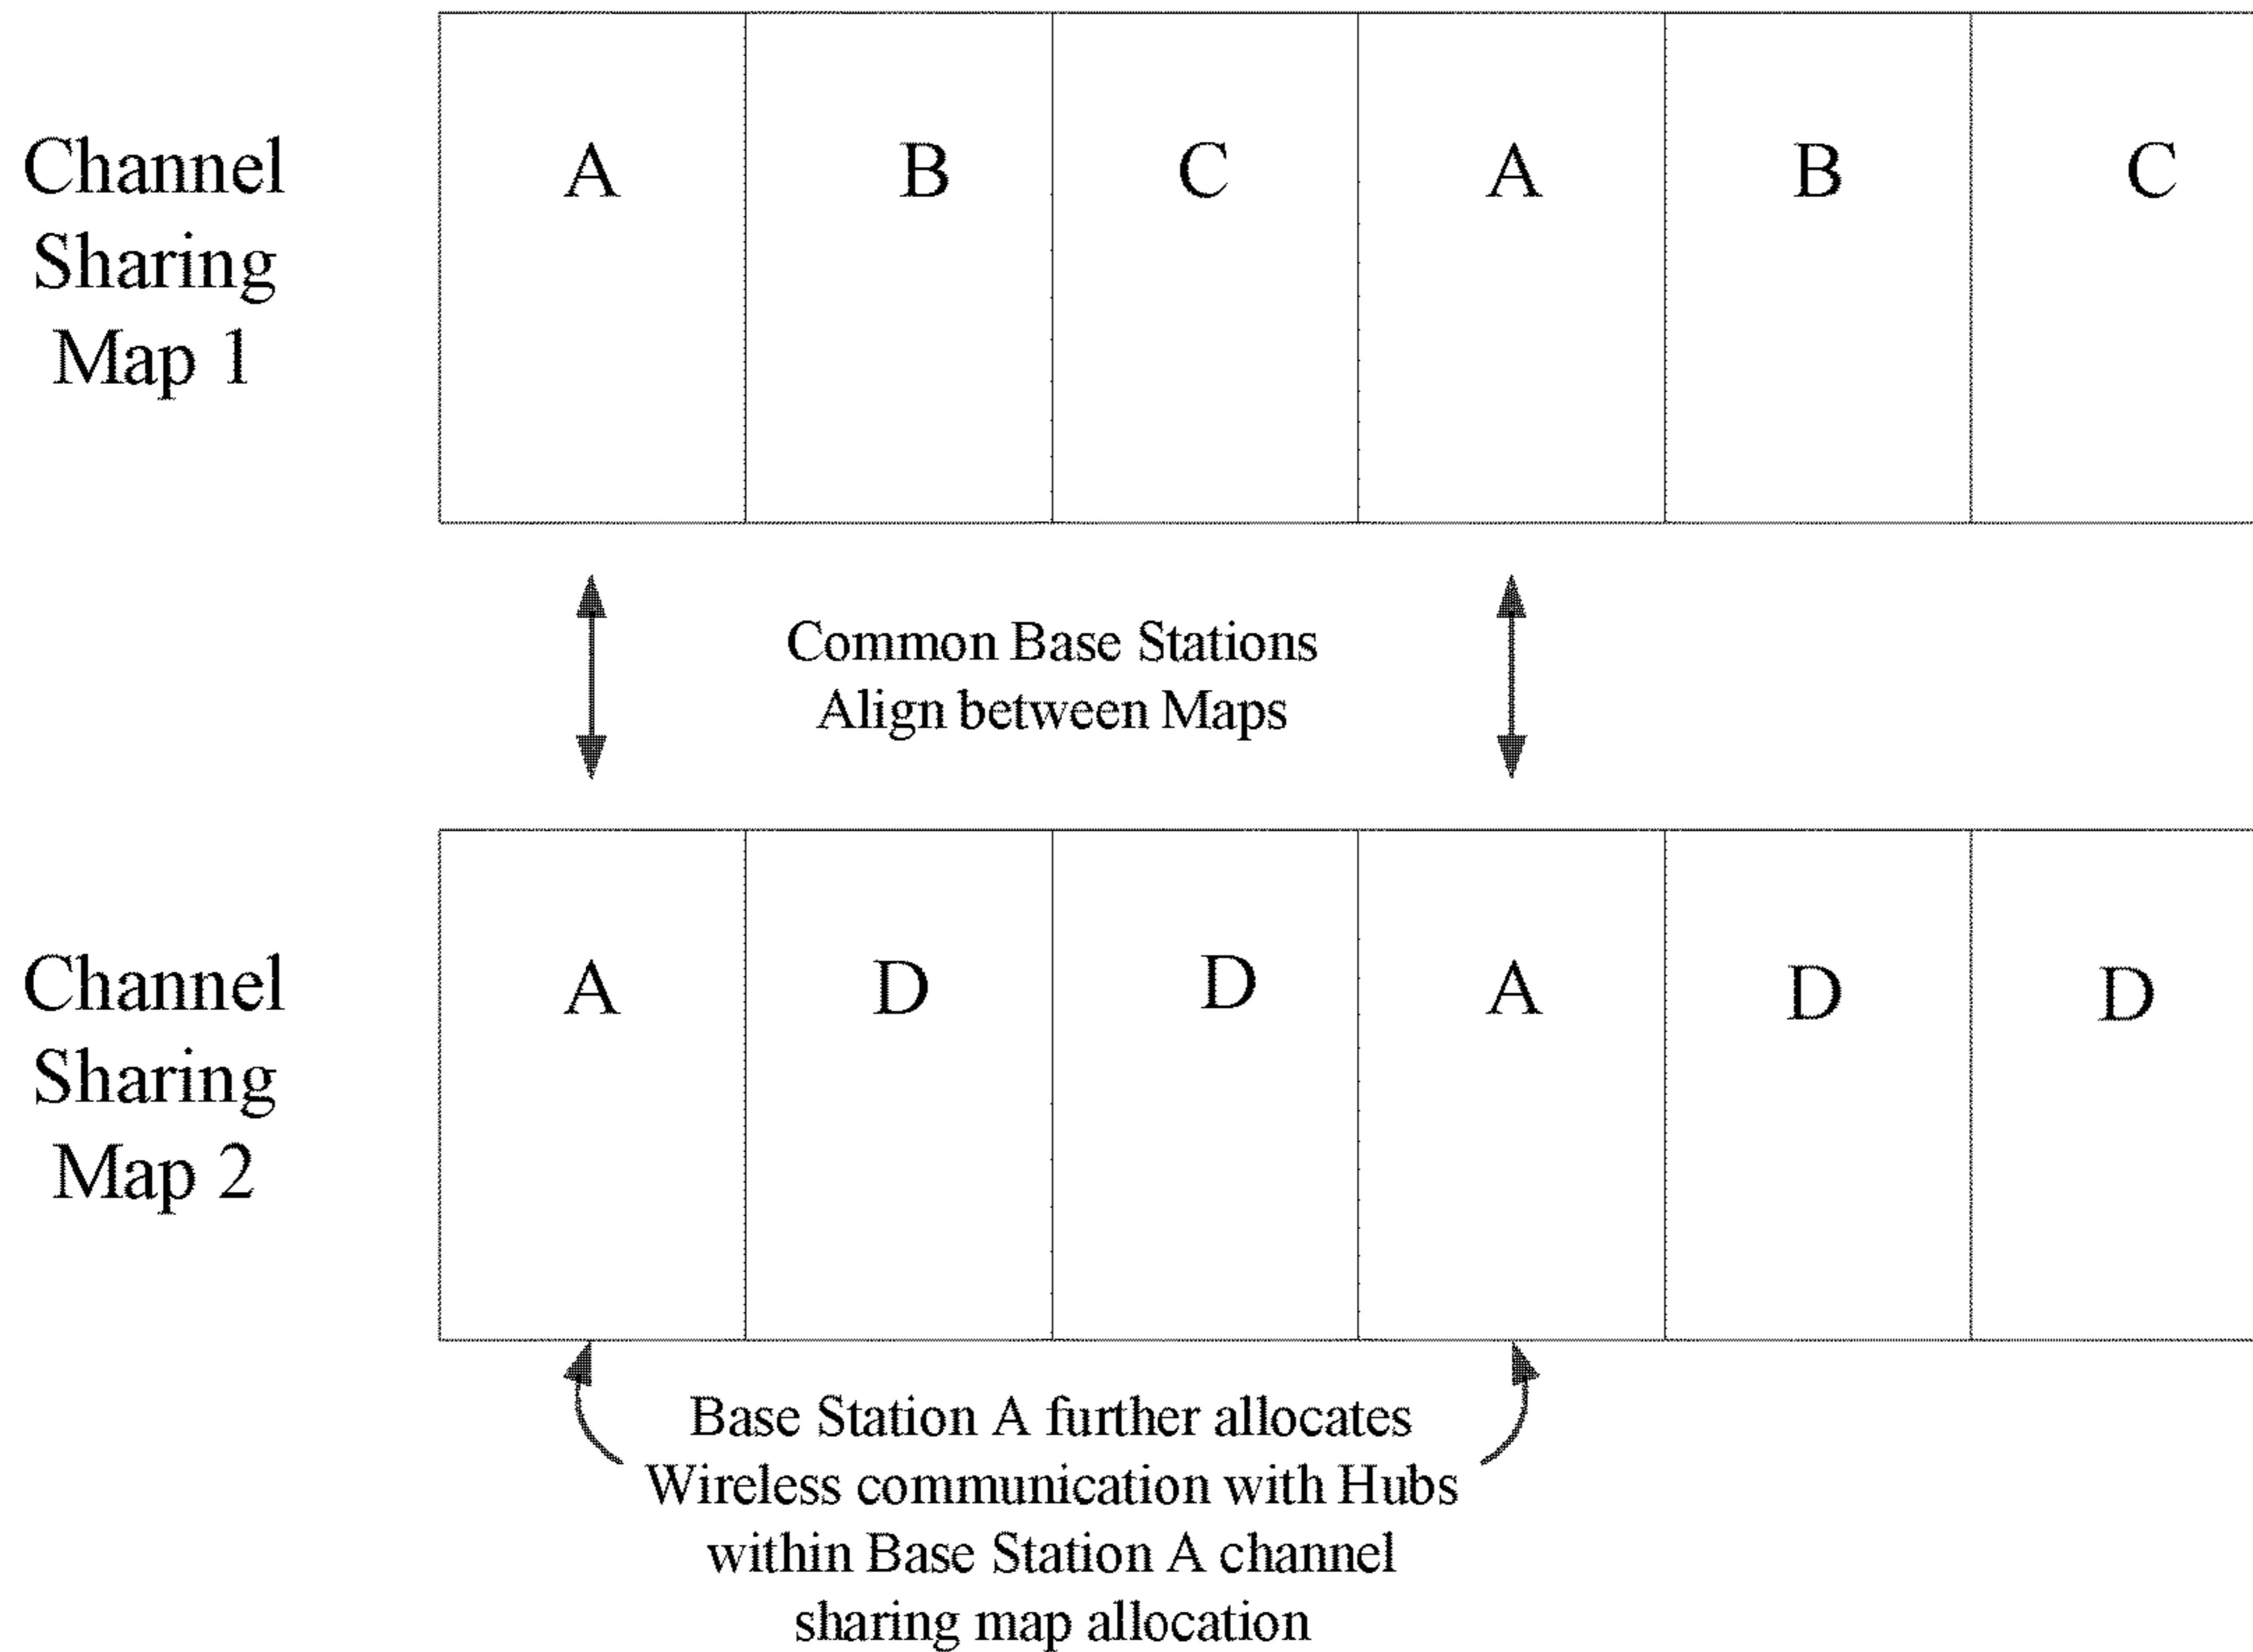 Channel
Sharing
Map 1
A B C A B C
Common Base Stations
Align between Maps
Channel
Sharing
Map 2
A D D A D D
Base Station A further allocates
Wireless communication with Hubs
within Base Station A channel
sharing map allocation